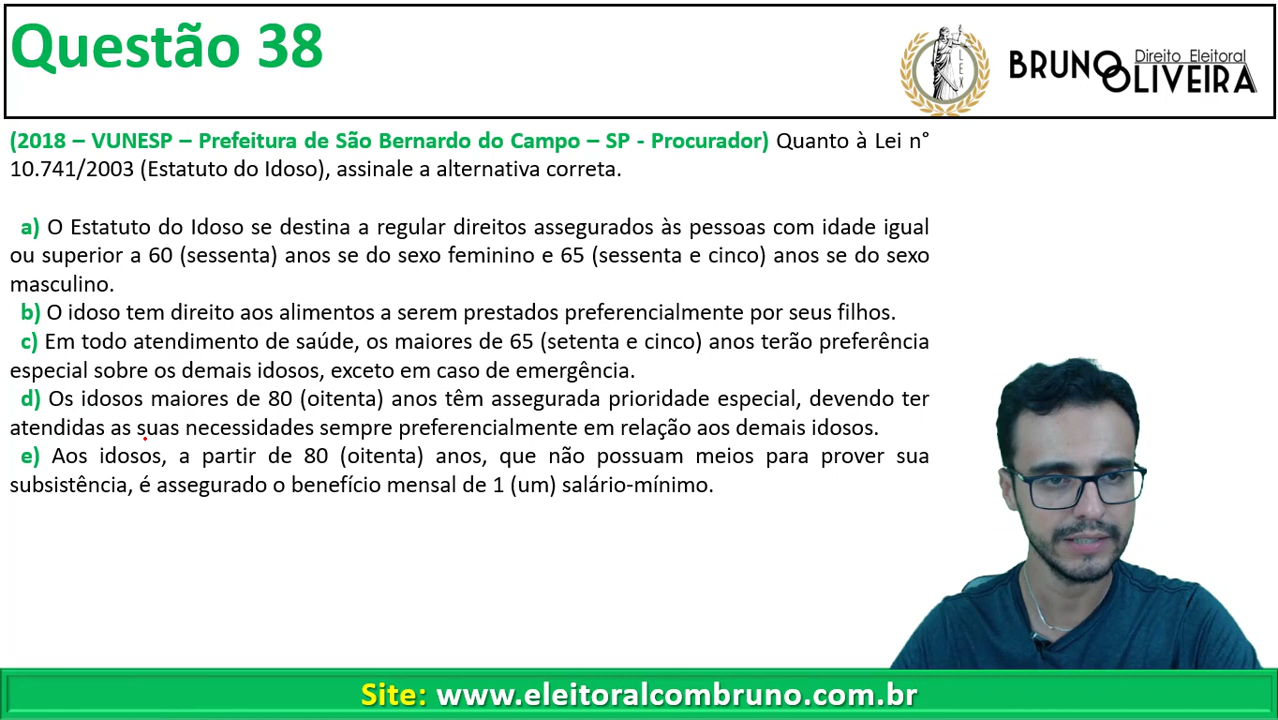 Questão 38
BRUNO OLIVEIRA
Direito Eleitoral
LEX
(2018 – VUNESP – Prefeitura de São Bernardo do Campo – SP - Procurador) Quanto à Lei n°
10.741/2003 (Estatuto do Idoso), assinale a alternativa correta.
a) O Estatuto do Idoso se destina a regular direitos assegurados às pessoas com idade igual
ou superior a 60 (sessenta) anos se do sexo feminino e 65 (sessenta e cinco) anos se do sexo
masculino.
b) O idoso tem direito aos alimentos a serem prestados preferencialmente por seus filhos.
c) Em todo atendimento de saúde, os maiores de 65 (setenta e cinco) anos terão preferência
especial sobre os demais idosos, exceto em caso de emergência.
d) Os idosos maiores de 80 (oitenta) anos têm assegurada prioridade especial, devendo ter
atendidas as suas necessidades sempre preferencialmente em relação aos demais idosos.
e) Aos idosos, a partir de 80 (oitenta) anos, que não possuam meios para prover sua
subsistência, é assegurado o benefício mensal de 1 (um) salário-mínimo.
Site: www.eleitoralcombruno.com.br